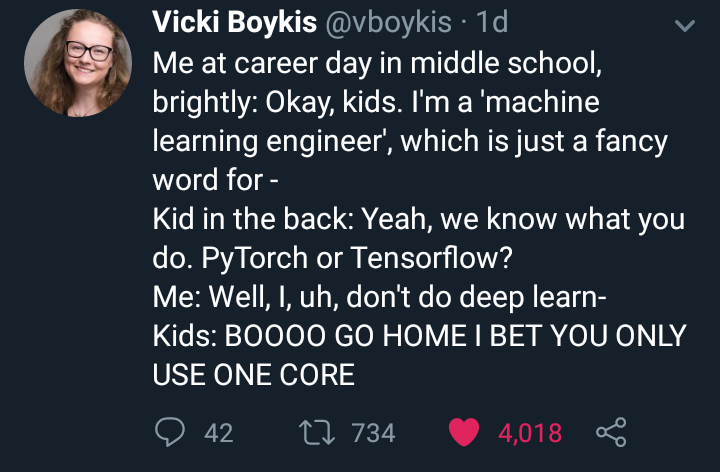 Vicki Boykis @vboykis · 1d
Me at career day in middle school,
brightly: Okay, kids. I'm a 'machine
learning engineer', which is just a fancy
word for -
Kid in the back: Yeah, we know what you
do. PyTorch or Tensorflow?
Me: Well, I, uh, don't do deep learn-
Kids: BOOOO GO HOME I BET YOU ONLY
USE ONE CORE
42 734 4,018